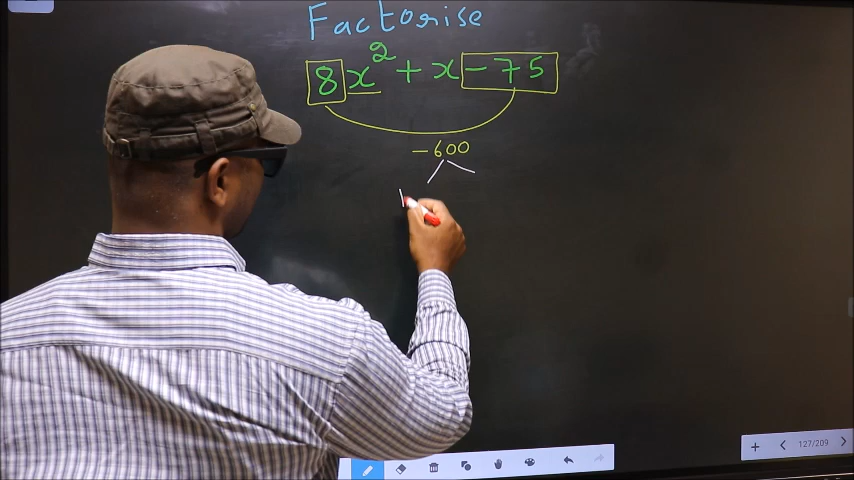 Factorise
8x² + x - 75
- 600
127/209